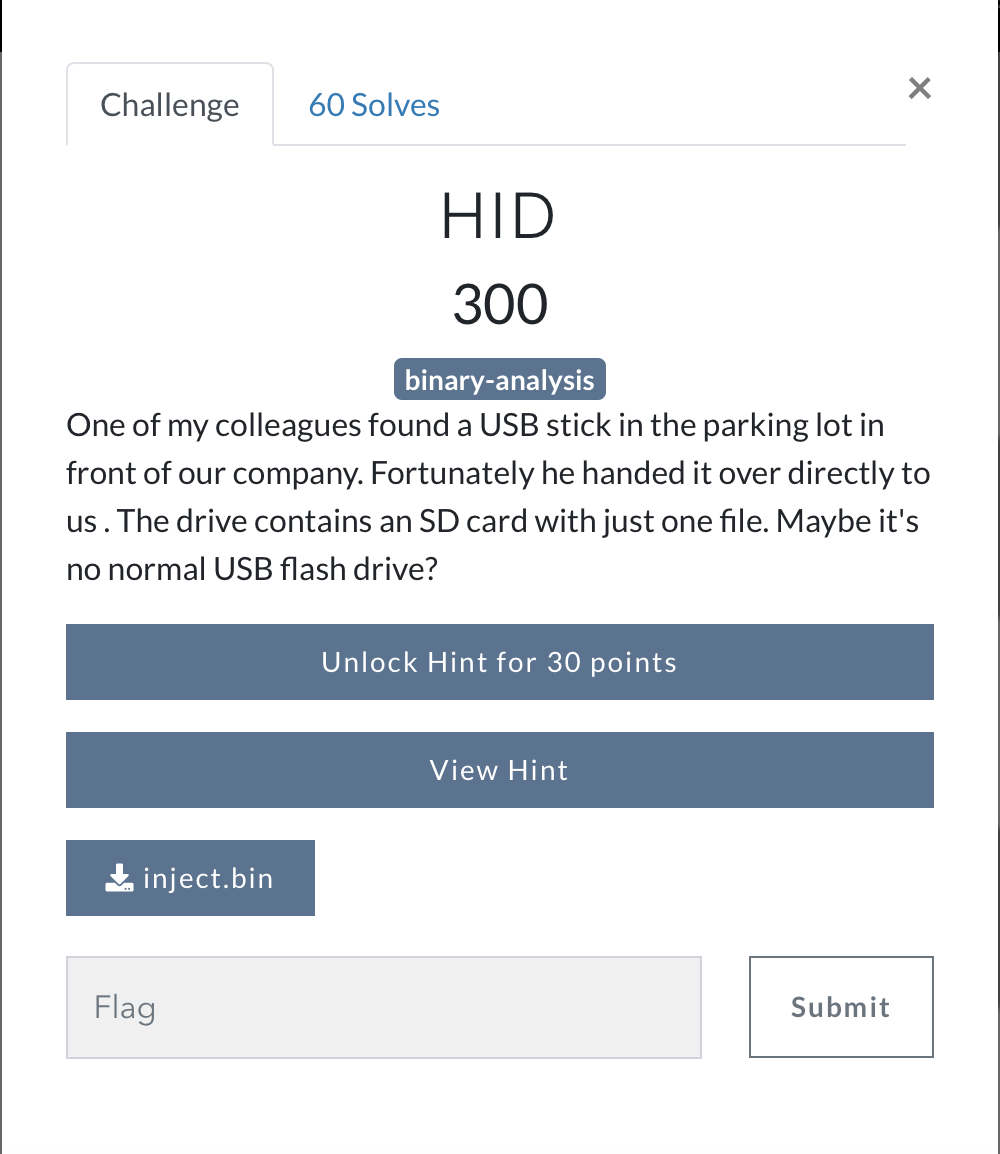 Challenge
60 Solves
×
HID
300
binary-analysis
One of my colleagues found a USB stick in the parking lot in
front of our company. Fortunately he handed it over directly to
us . The drive contains an SD card with just one file. Maybe it's
no normal USB flash drive?
Unlock Hint for 30 points
View Hint
inject.bin
Flag
Submit